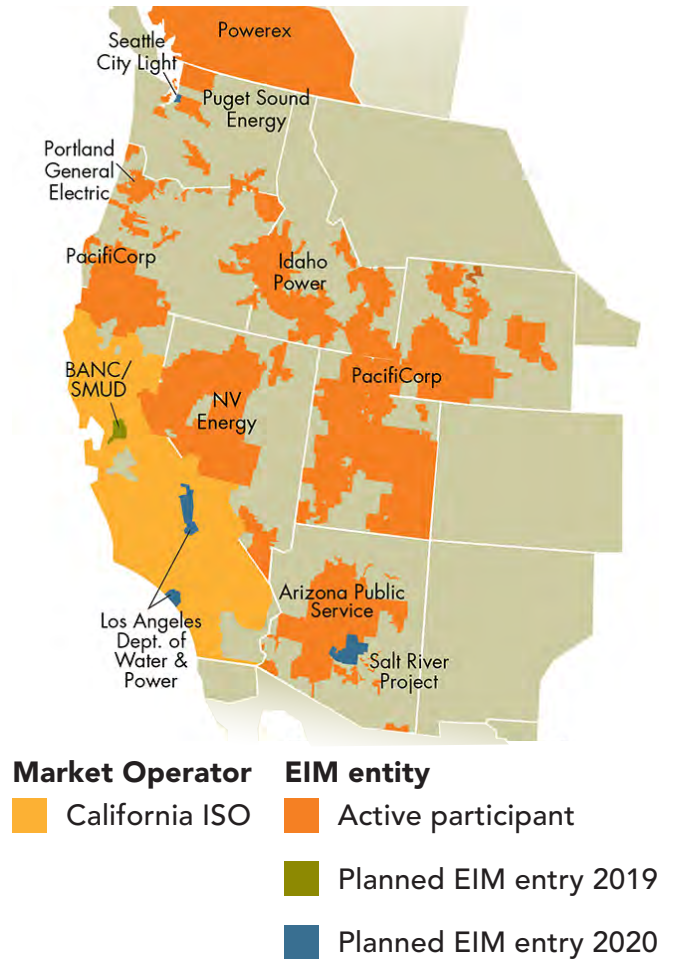 Powerex
Seattle
City Light
Puget Sound
Energy
Portland
General
Electric
PacifiCorp
Idaho
Power
BANC/
SMUD
NV
Energy
PacifiCorp
Los Angeles
Dept. of
Water &
Power
Arizona Public
Service
Salt River
Project
Market Operator
California ISO
EIM entity
Active participant
Planned EIM entry 2019
Planned EIM entry 2020